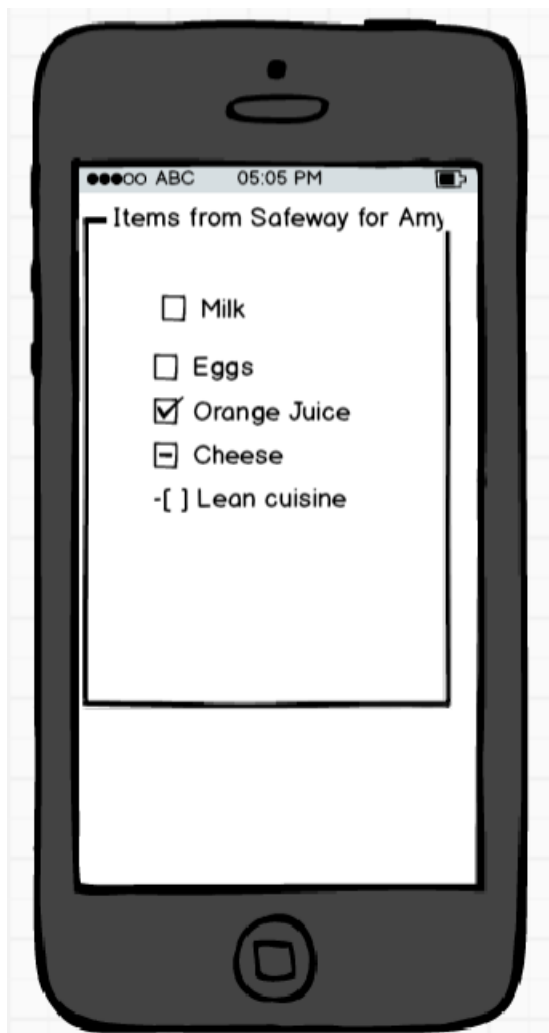 ABC 05:05 PM
Items from Safeway for Amy
Milk
Eggs
Orange Juice
Cheese
-[ ] Lean cuisine